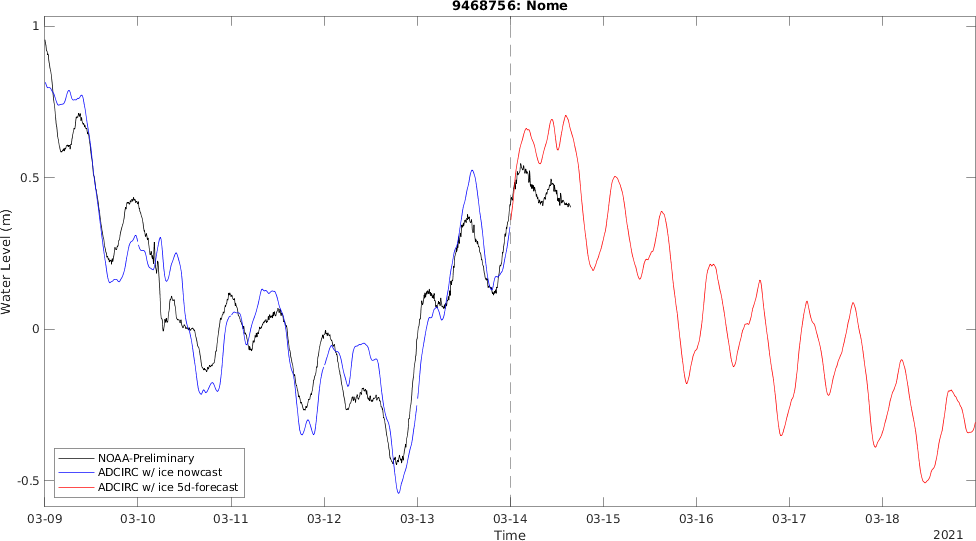 9468756: Nome
Water Level (m)
1
0.5
0
-0.5
NOAA-Preliminary
ADCIRC w/ ice nowcast
ADCIRC w/ ice 5d-forecast
03-09 03-10 03-11 03-12 03-13 03-14 03-15 03-16 03-17 03-18
Time
2021